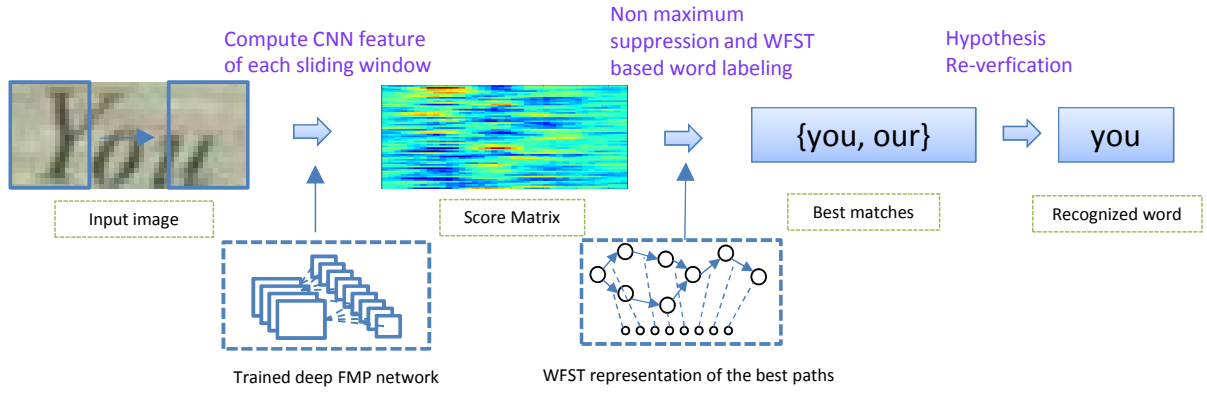 Compute CNN feature
of each sliding window
Non maximum
suppression and WFST
based word labeling
Hypothesis
Re-verfication
You
{you, our}
you
Input image
Score Matrix
Best matches
Recognized word
Trained deep FMP network
WFST representation of the best paths